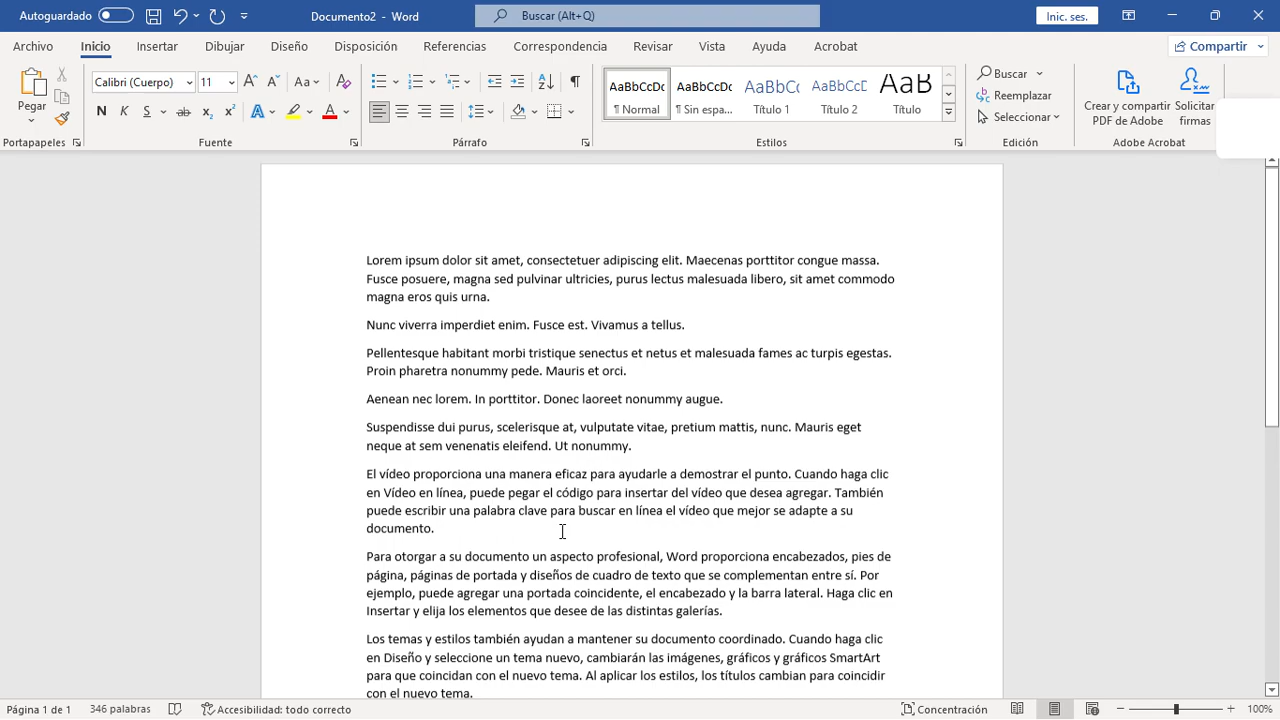 Autoguardado
Documento2 - Word
Buscar (Alt+Q)
Inic. ses.
Archivo Inicio Insertar Dibujar Diseño Disposición Referencias Correspondencia Revisar Vista Ayuda Acrobat
Compartir
Pegar
Calibri (Cuerpo) 11
AaBbCcDc AaBbCcDc AaBbC AaBbCcC AaB
¶ Normal ¶ Sin espa... Título 1 Título 2 Título
Buscar
Reemplazar
Seleccionar
Crear y compartir
PDF de Adobe
Solicitar
firmas
Portapapeles Fuente Párrafo Estilos Edición Adobe Acrobat
Lorem ipsum dolor sit amet, consectetuer adipiscing elit. Maecenas porttitor congue massa.
Fusce posuere, magna sed pulvinar ultricies, purus lectus malesuada libero, sit amet commodo
magna eros quis urna.
Nunc viverra imperdiet enim. Fusce est. Vivamus a tellus.
Pellentesque habitant morbi tristique senectus et netus et malesuada fames ac turpis egestas.
Proin pharetra nonummy pede. Mauris et orci.
Aenean nec lorem. In porttitor. Donec laoreet nonummy augue.
Suspendisse dui purus, scelerisque at, vulputate vitae, pretium mattis, nunc. Mauris eget
neque at sem venenatis eleifend. Ut nonummy.
El vídeo proporciona una manera eficaz para ayudarle a demostrar el punto. Cuando haga clic
en Vídeo en línea, puede pegar el código para insertar del vídeo que desea agregar. También
puede escribir una palabra clave para buscar en línea el vídeo que mejor se adapte a su
documento.
Para otorgar a su documento un aspecto profesional, Word proporciona encabezados, pies de
página, páginas de portada y diseños de cuadro de texto que se complementan entre sí. Por
ejemplo, puede agregar una portada coincidente, el encabezado y la barra lateral. Haga clic en
Insertar y elija los elementos que desee de las distintas galerías.
Los temas y estilos también ayudan a mantener su documento coordinado. Cuando haga clic
en Diseño y seleccione un tema nuevo, cambiarán las imágenes, gráficos y gráficos SmartArt
para que coincidan con el nuevo tema. Al aplicar los estilos, los títulos cambian para coincidir
con el nuevo tema.
Página 1 de 1 346 palabras Accesibilidad: todo correcto Concentración 100%